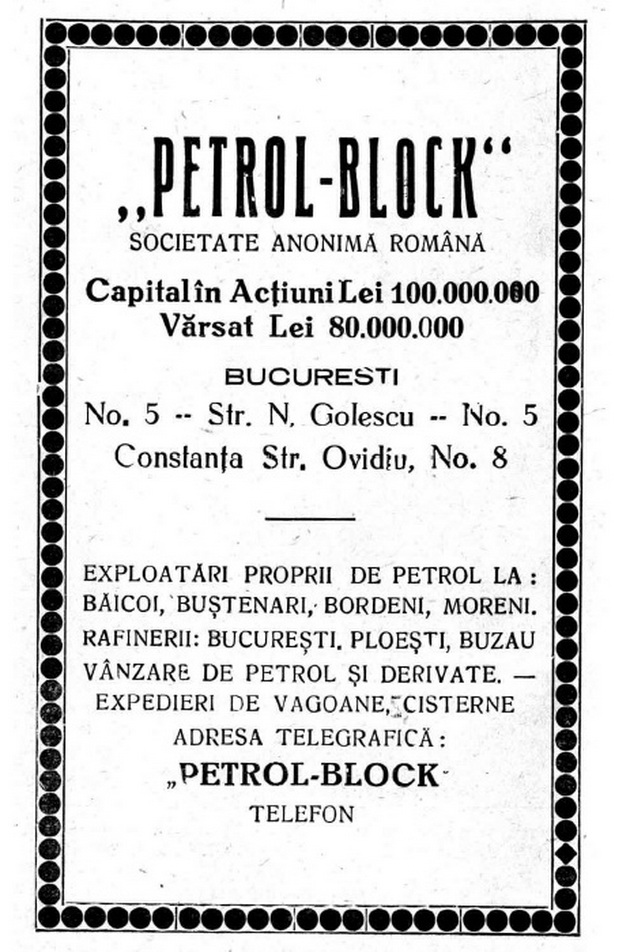 „PETROL-BLOCK“
SOCIETATE ANONIMĂ ROMÂNĂ
Capital în Acțiuni Lei 100.000.000
Vărsat Lei 80.000.000
BUCURESTI
No. 5 -- Str. N. Golescu -- No. 5
Constanța Str. Ovidiu, No. 8
EXPLOATĂRI PROPRII DE PETROL LA :
BĂICOI, BUȘTENARI, BORDENI, MORENI.
RAFINERII: BUCUREȘTI. PLOEȘTI, BUZAU
VÂNZARE DE PETROL ȘI DERIVATE. —
EXPEDIERI DE VAGOANE, CISTERNE
ADRESA TELEGRAFICĂ :
„PETROL-BLOCK
TELEFON